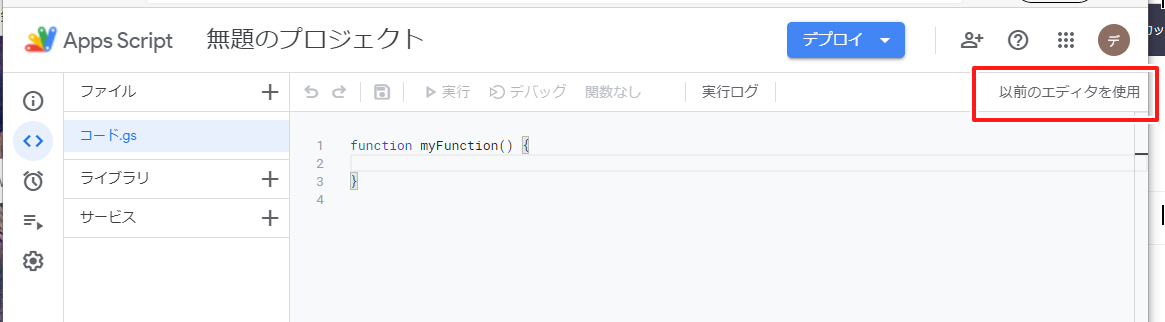 Apps Script 無題のプロジェクト デプロイ デ
ファイル 実行 デバッグ 関数なし 実行ログ 以前のエディタを使用
コード.gs
ライブラリ
サービス
1 function myFunction() {
2
3 }
4